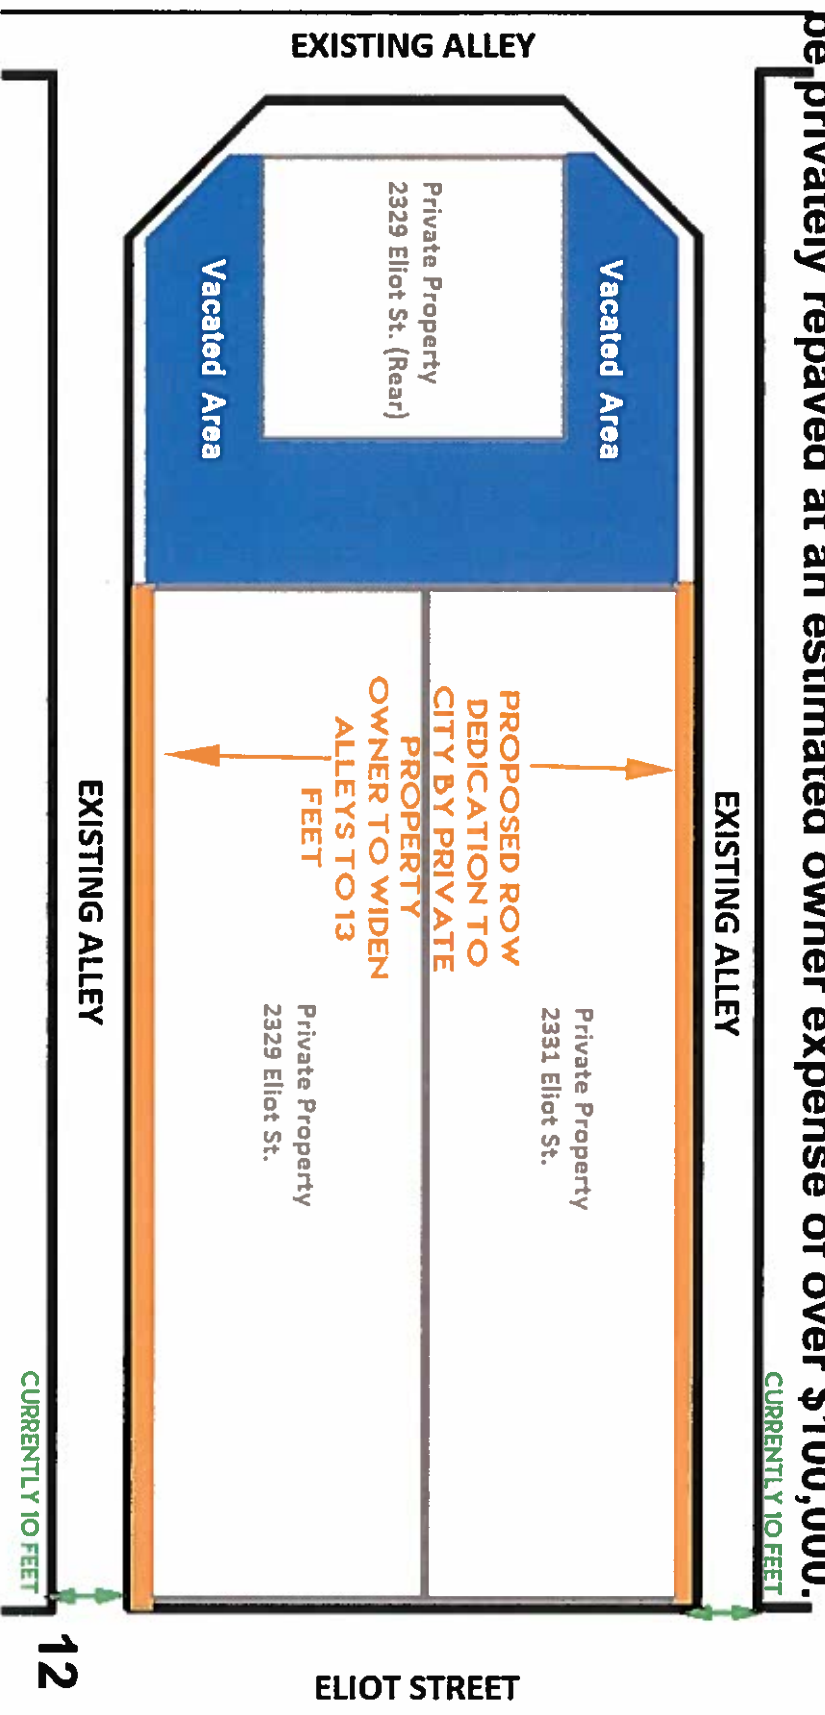 be privately repaved at an estimated owner expense of over $100,000.
EXISTING ALLEY
CURRENTLY 10 FEET
EXISTING ALLEY
Vacated Area
Private Property
2329 Eliot St. (Rear)
Vacated Area
PROPOSED ROW
DEDICATION TO
CITY BY PRIVATE
PROPERTY
OWNER TO WIDEN
ALLEYS TO 13
FEET
Private Property
2331 Eliot St.
Private Property
2329 Eliot St.
EXISTING ALLEY
CURRENTLY 10 FEET
ELIOT STREET
12